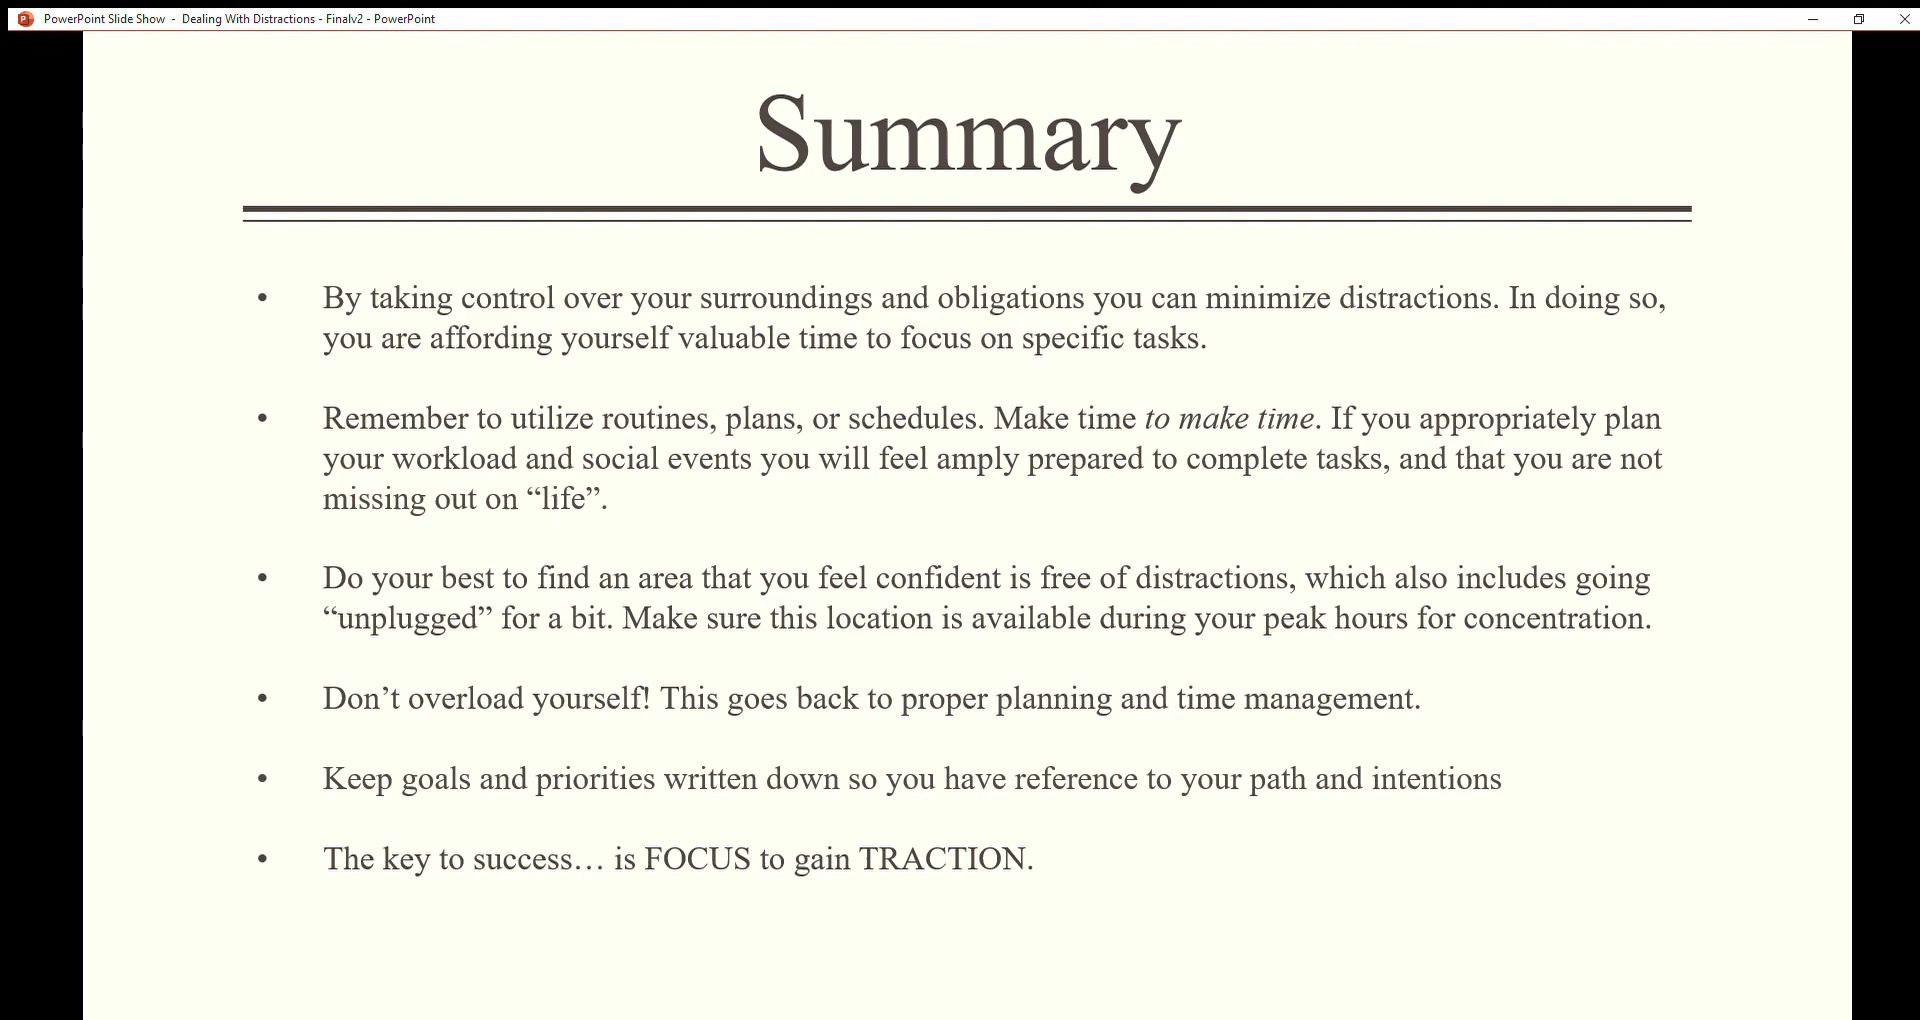 PowerPoint Slide Show - Dealing With Distractions - Finalv2 - PowerPoint
Summary
• By taking control over your surroundings and obligations you can minimize distractions. In doing so,
you are affording yourself valuable time to focus on specific tasks.
• Remember to utilize routines, plans, or schedules. Make time to make time. If you appropriately plan
your workload and social events you will feel amply prepared to complete tasks, and that you are not
missing out on “life”.
• Do your best to find an area that you feel confident is free of distractions, which also includes going
“unplugged” for a bit. Make sure this location is available during your peak hours for concentration.
• Don’t overload yourself! This goes back to proper planning and time management.
• Keep goals and priorities written down so you have reference to your path and intentions
• The key to success… is FOCUS to gain TRACTION.